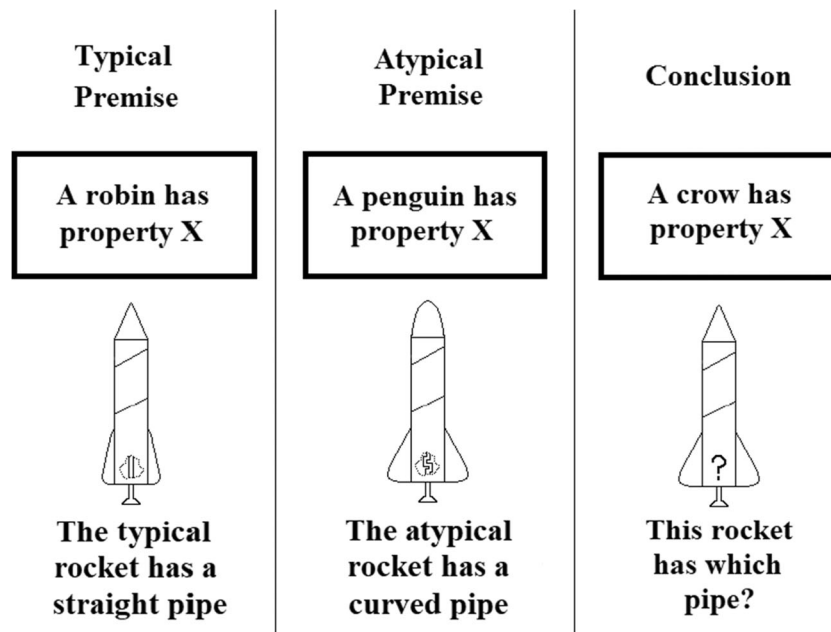 Typical
Premise
A robin has
property X
The typical
rocket has a
straight pipe
Atypical
Premise
A penguin has
property X
The atypical
rocket has a
curved pipe
Conclusion
A crow has
property X
?
This rocket
has which
pipe?